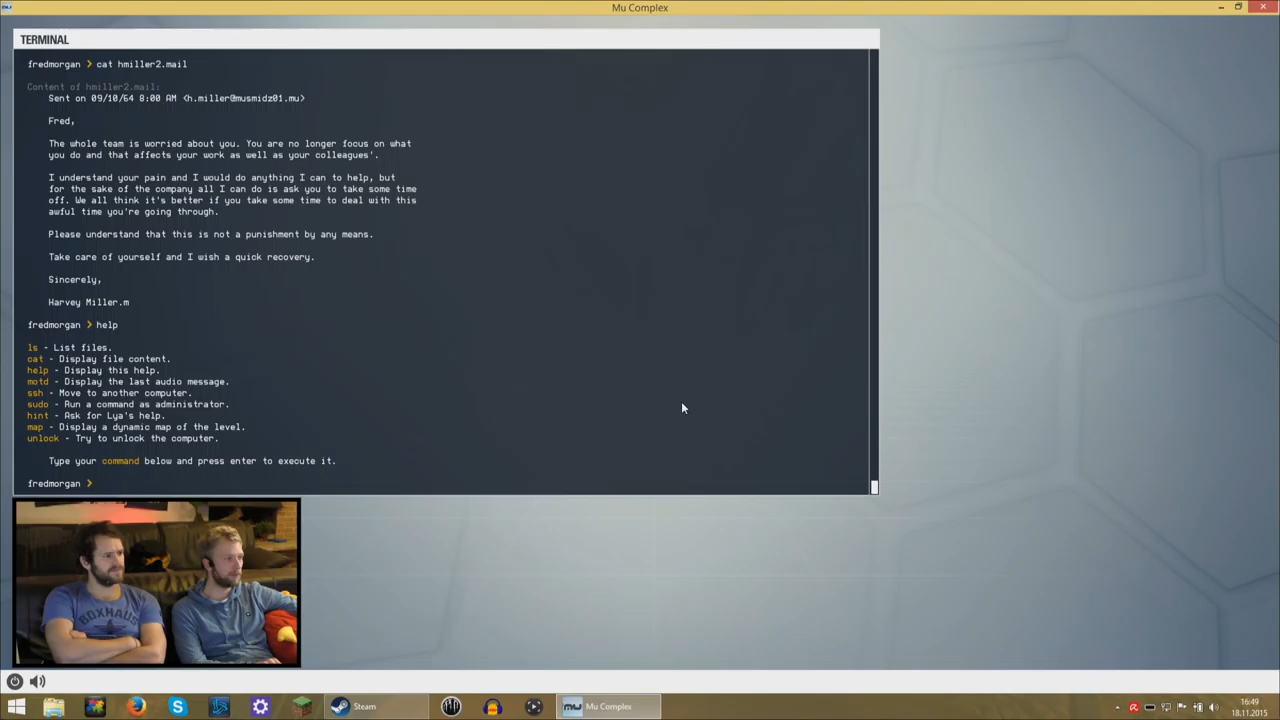 Mu Complex
TERMINAL
fredmorgan > cat hmiller2.mail
Content of hmiller2.mail:
Sent on 09/10/64 8:00 AM <h.miller@musmidz01.mu>
Fred,
The whole team is worried about you. You are no longer focus on what
you do and that affects your work as well as your colleagues'.
I understand your pain and I would do anything I can to help, but
for the sake of the company all I can do is ask you to take some time
off. We all think it's better if you take some time to deal with this
awful time you're going through.
Please understand that this is not a punishment by any means.
Take care of yourself and I wish a quick recovery.
Sincerely,
Harvey Miller.m
fredmorgan > help
ls - List files.
cat - Display file content.
help - Display this help.
motd - Display the last audio message.
ssh - Move to another computer.
sudo - Run a command as administrator.
hint - Ask for Lya's help.
map - Display a dynamic map of the level.
unlock - Try to unlock the computer.
Type your command below and press enter to execute it.
fredmorgan >
BOXHAUS
Steam
Mu Complex
16:49
18.11.2015